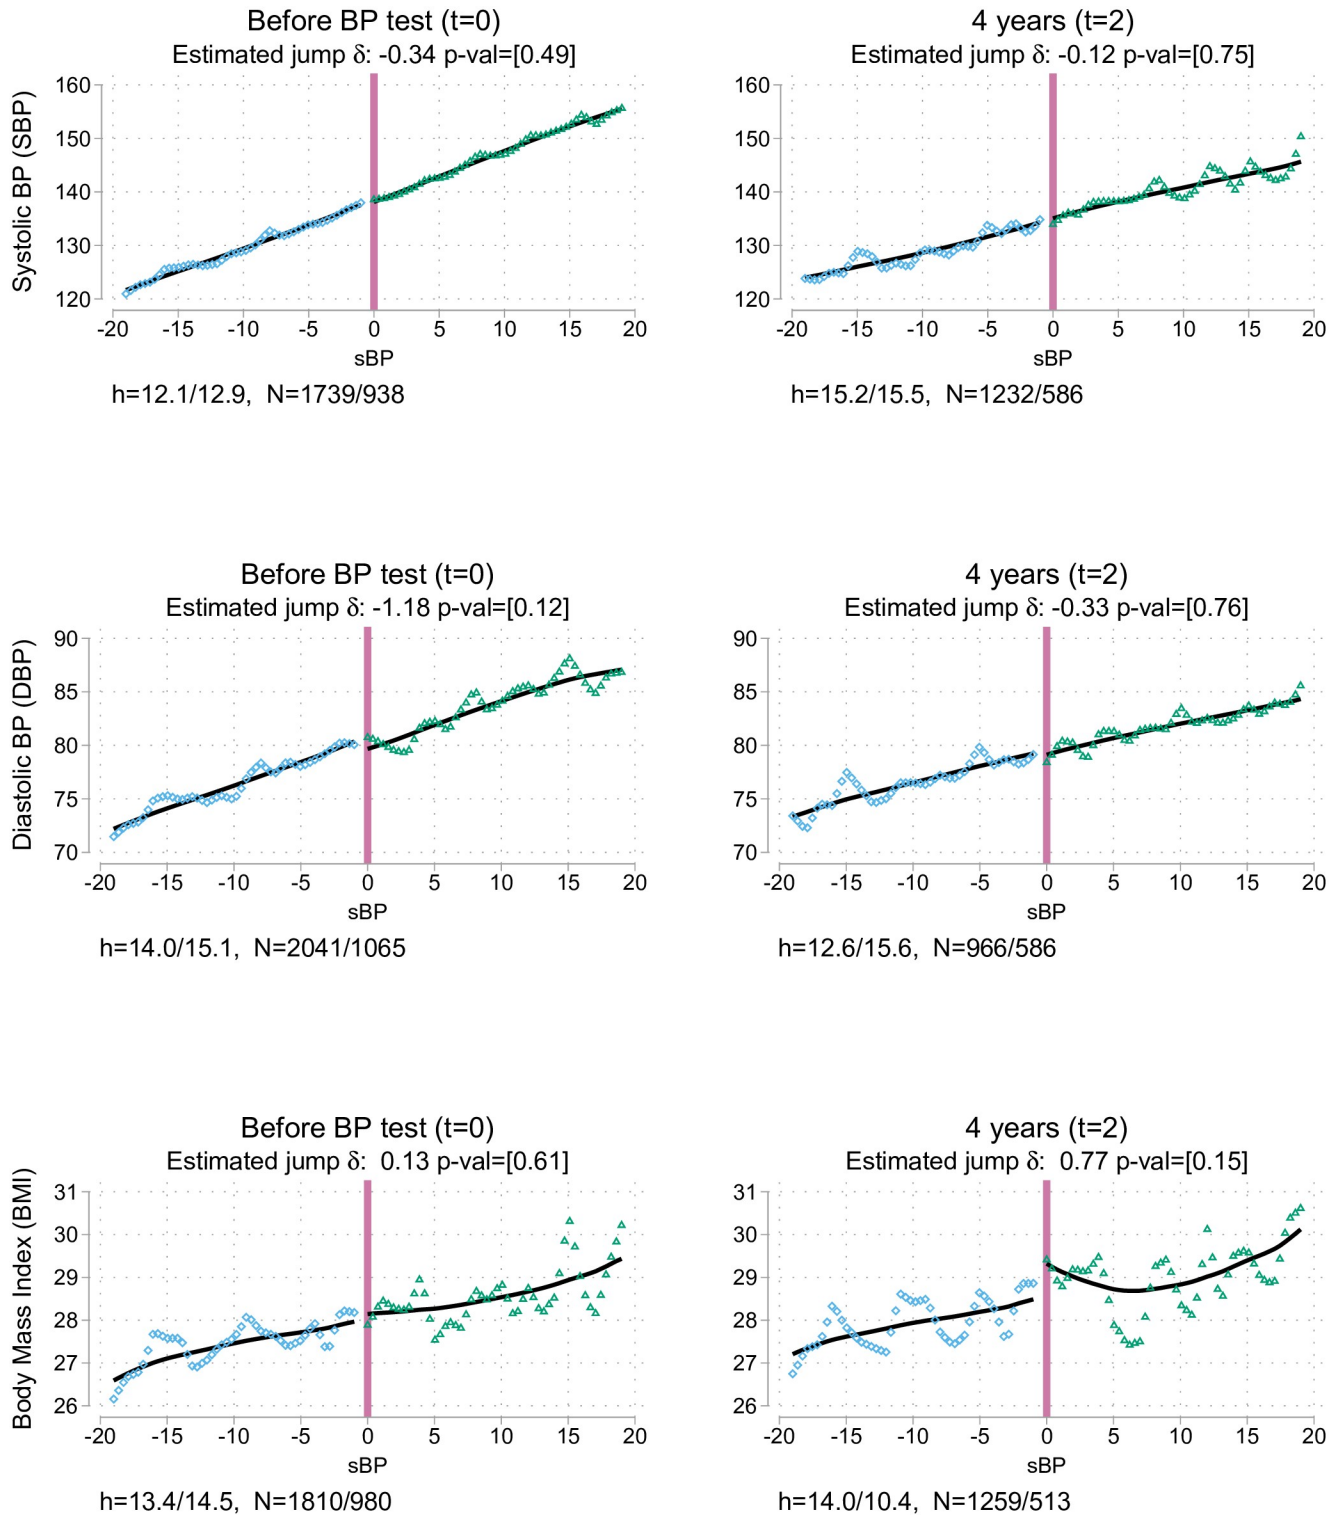 Before BP test (t=0)
Estimated jump δ: -0.34 p-val=[0.49]
Systolic BP (SBP)
160
150
140
130
120
-20 -15 -10 -5 0 5 10 15 20
sBP
h=12.1/12.9, N=1739/938
4 years (t=2)
Estimated jump δ: -0.12 p-val=[0.75]
160
150
140
130
120
-20 -15 -10 -5 0 5 10 15 20
sBP
h=15.2/15.5, N=1232/586
Before BP test (t=0)
Estimated jump δ: -1.18 p-val=[0.12]
Diastolic BP (DBP)
90
85
80
75
70
-20 -15 -10 -5 0 5 10 15 20
sBP
h=14.0/15.1, N=2041/1065
4 years (t=2)
Estimated jump δ: -0.33 p-val=[0.76]
90
85
80
75
70
-20 -15 -10 -5 0 5 10 15 20
sBP
h=12.6/15.6, N=966/586
Before BP test (t=0)
Estimated jump δ: 0.13 p-val=[0.61]
Body Mass Index (BMI)
31
30
29
28
27
26
-20 -15 -10 -5 0 5 10 15 20
sBP
h=13.4/14.5, N=1810/980
4 years (t=2)
Estimated jump δ: 0.77 p-val=[0.15]
31
30
29
28
27
26
-20 -15 -10 -5 0 5 10 15 20
sBP
h=14.0/10.4, N=1259/513